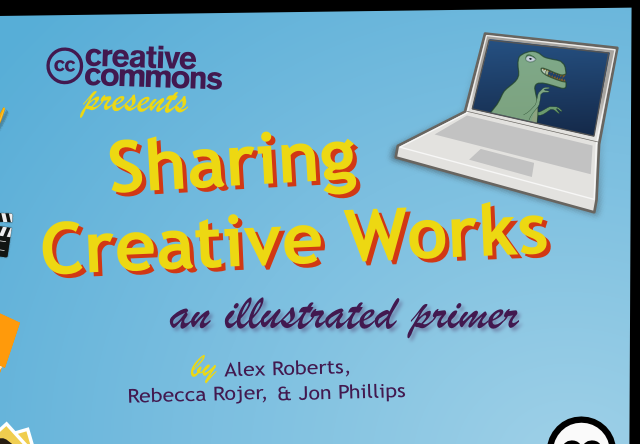 cc creative
commons
presents
Sharing
Creative Works
an illustrated primer
by Alex Roberts,
Rebecca Rojer, & Jon Phillips